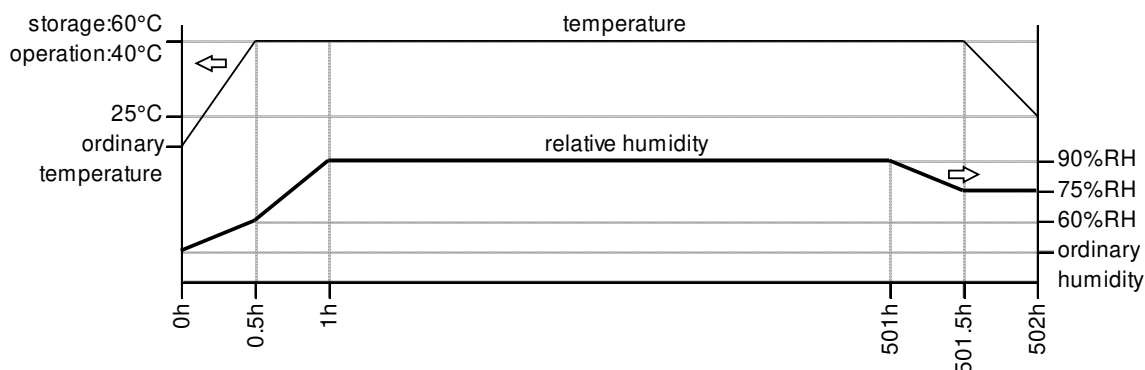 storage:60°C
temperature
operation:40°C
25°C
ordinary
temperature
relative humidity
90%RH
75%RH
60%RH
ordinary
humidity
0h
0.5h
1h
501h
501.5h
502h